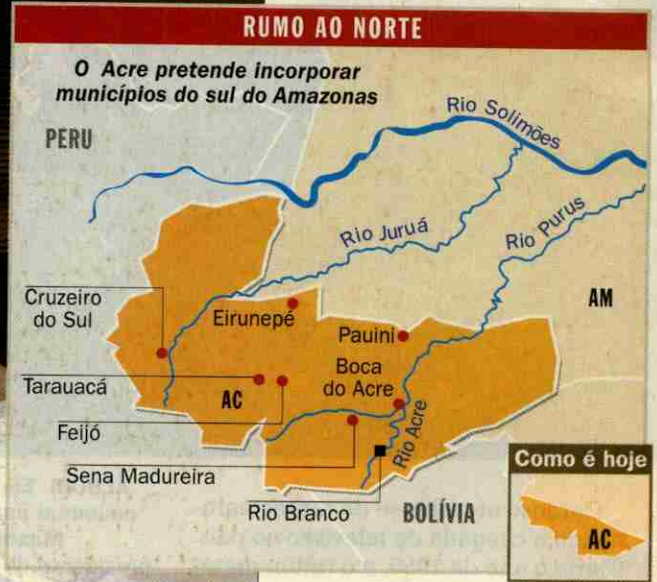 RUMO AO NORTE
O Acre pretende incorporar
municípios do sul do Amazonas
PERU
Rio Solimões
Rio Juruá
Rio Purus
AM
Cruzeiro
do Sul
Eirunepé
Pauini
Boca
do Acre
Tarauacá
AC
Feijó
Rio Acre
Sena Madureira
Rio Branco
BOLÍVIA
Como é hoje
AC